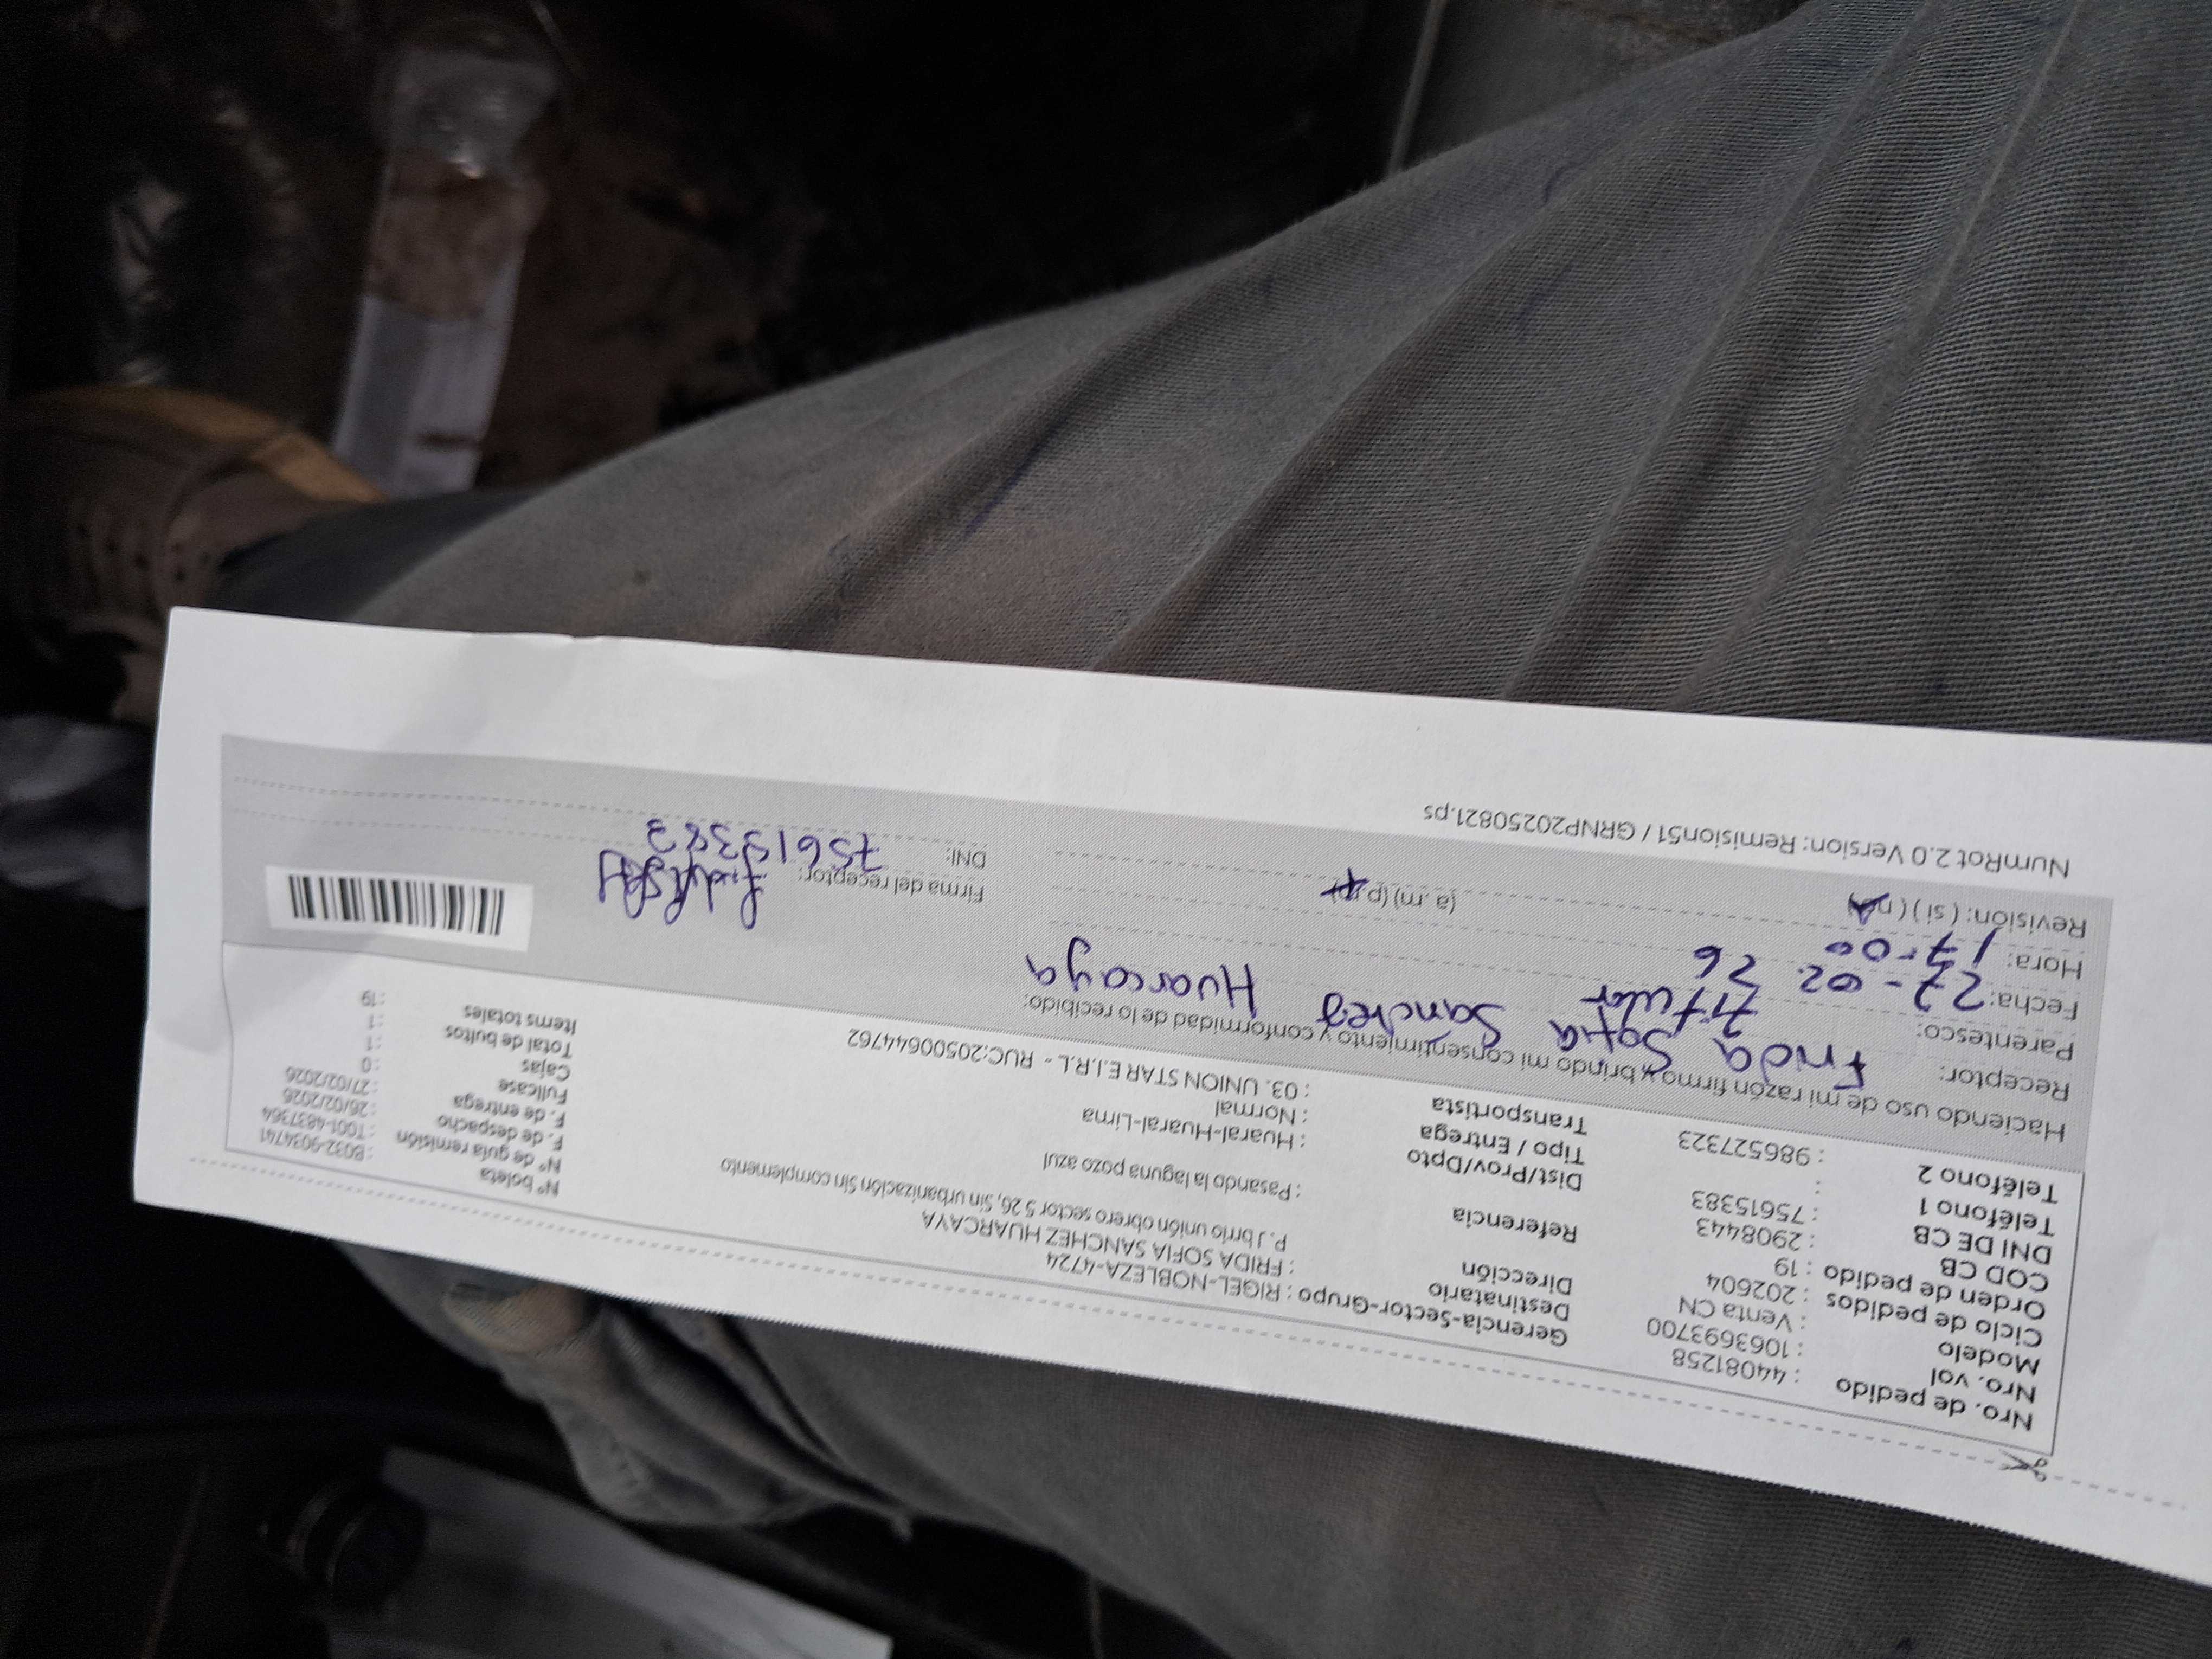 Nro. de pedido : 44081258
Nro. vol : 1063693700
Modelo : Venta CN
Ciclo de pedidos : 202604
Orden de pedido : 19
COD CB : 2908443
DNI DE CB : 75615383
Teléfono 1 :
Teléfono 2 : 986527323
Gerencia-Sector-Grupo : RIGEL-NOBLEZA-4724
Destinatario : FRIDA SOFIA SANCHEZ HUARCAYA
Dirección P. J brrio unión obrero sector 5 26, Sin urbanización Sin complemento
Referencia : Pasando la laguna pozo azul
Dist/Prov/Dpto : Huaral-Huaral-Lima
Tipo / Entrega : Normal
Transportista : 03. UNION STAR E.I.R.L - RUC:20500644762
Nº boleta : B032-9034741
Nº de guía remisión : T001-4837364
F. de despacho : 26/02/2026
F. de entrega : 27/02/2026
Fullcase : 0
Cajas : 1
Total de bultos : 1
Items totales : 19
Haciendo uso de mi razón firmo y brindo mi consentimiento y conformidad de lo recibido:
Receptor: Frida Sofia Sanchez Huarcaya
Parentesco: Titular
Fecha: 27-02 26
Hora: 17-00 (a.m) (p.m)
Revisión: (si) (no)
Firma del receptor:
DNI: 75615383
NumRot 2.0 Version: Remision51 / GRNP20250821.ps